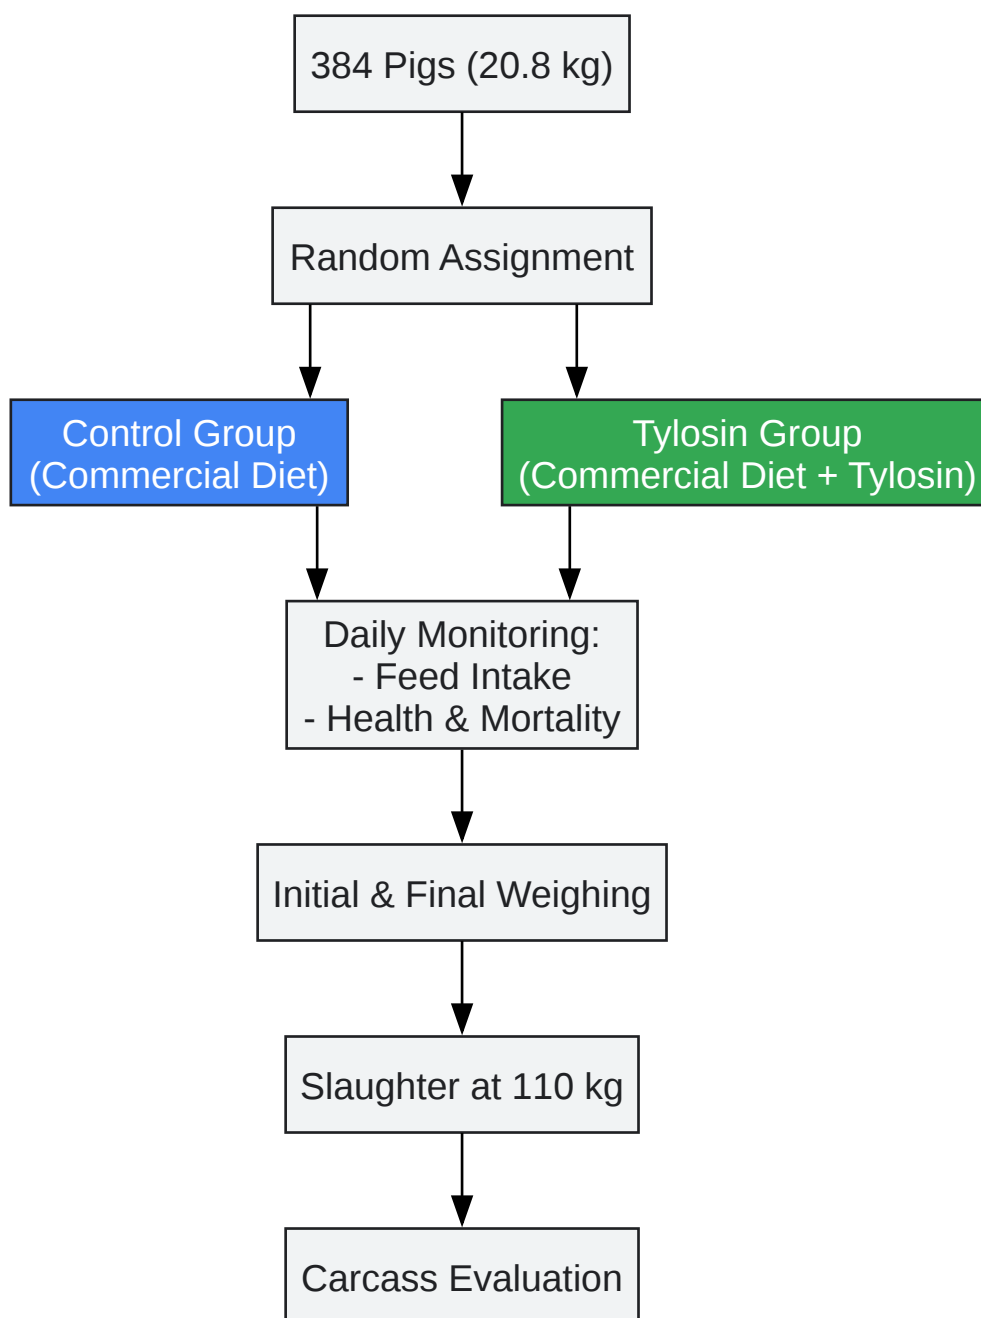 384 Pigs (20.8 kg)
Random Assignment
Control Group
(Commercial Diet)
Tylosin Group
(Commercial Diet + Tylosin)
Daily Monitoring:
- Feed Intake
- Health & Mortality
Initial & Final Weighing
Slaughter at 110 kg
Carcass Evaluation